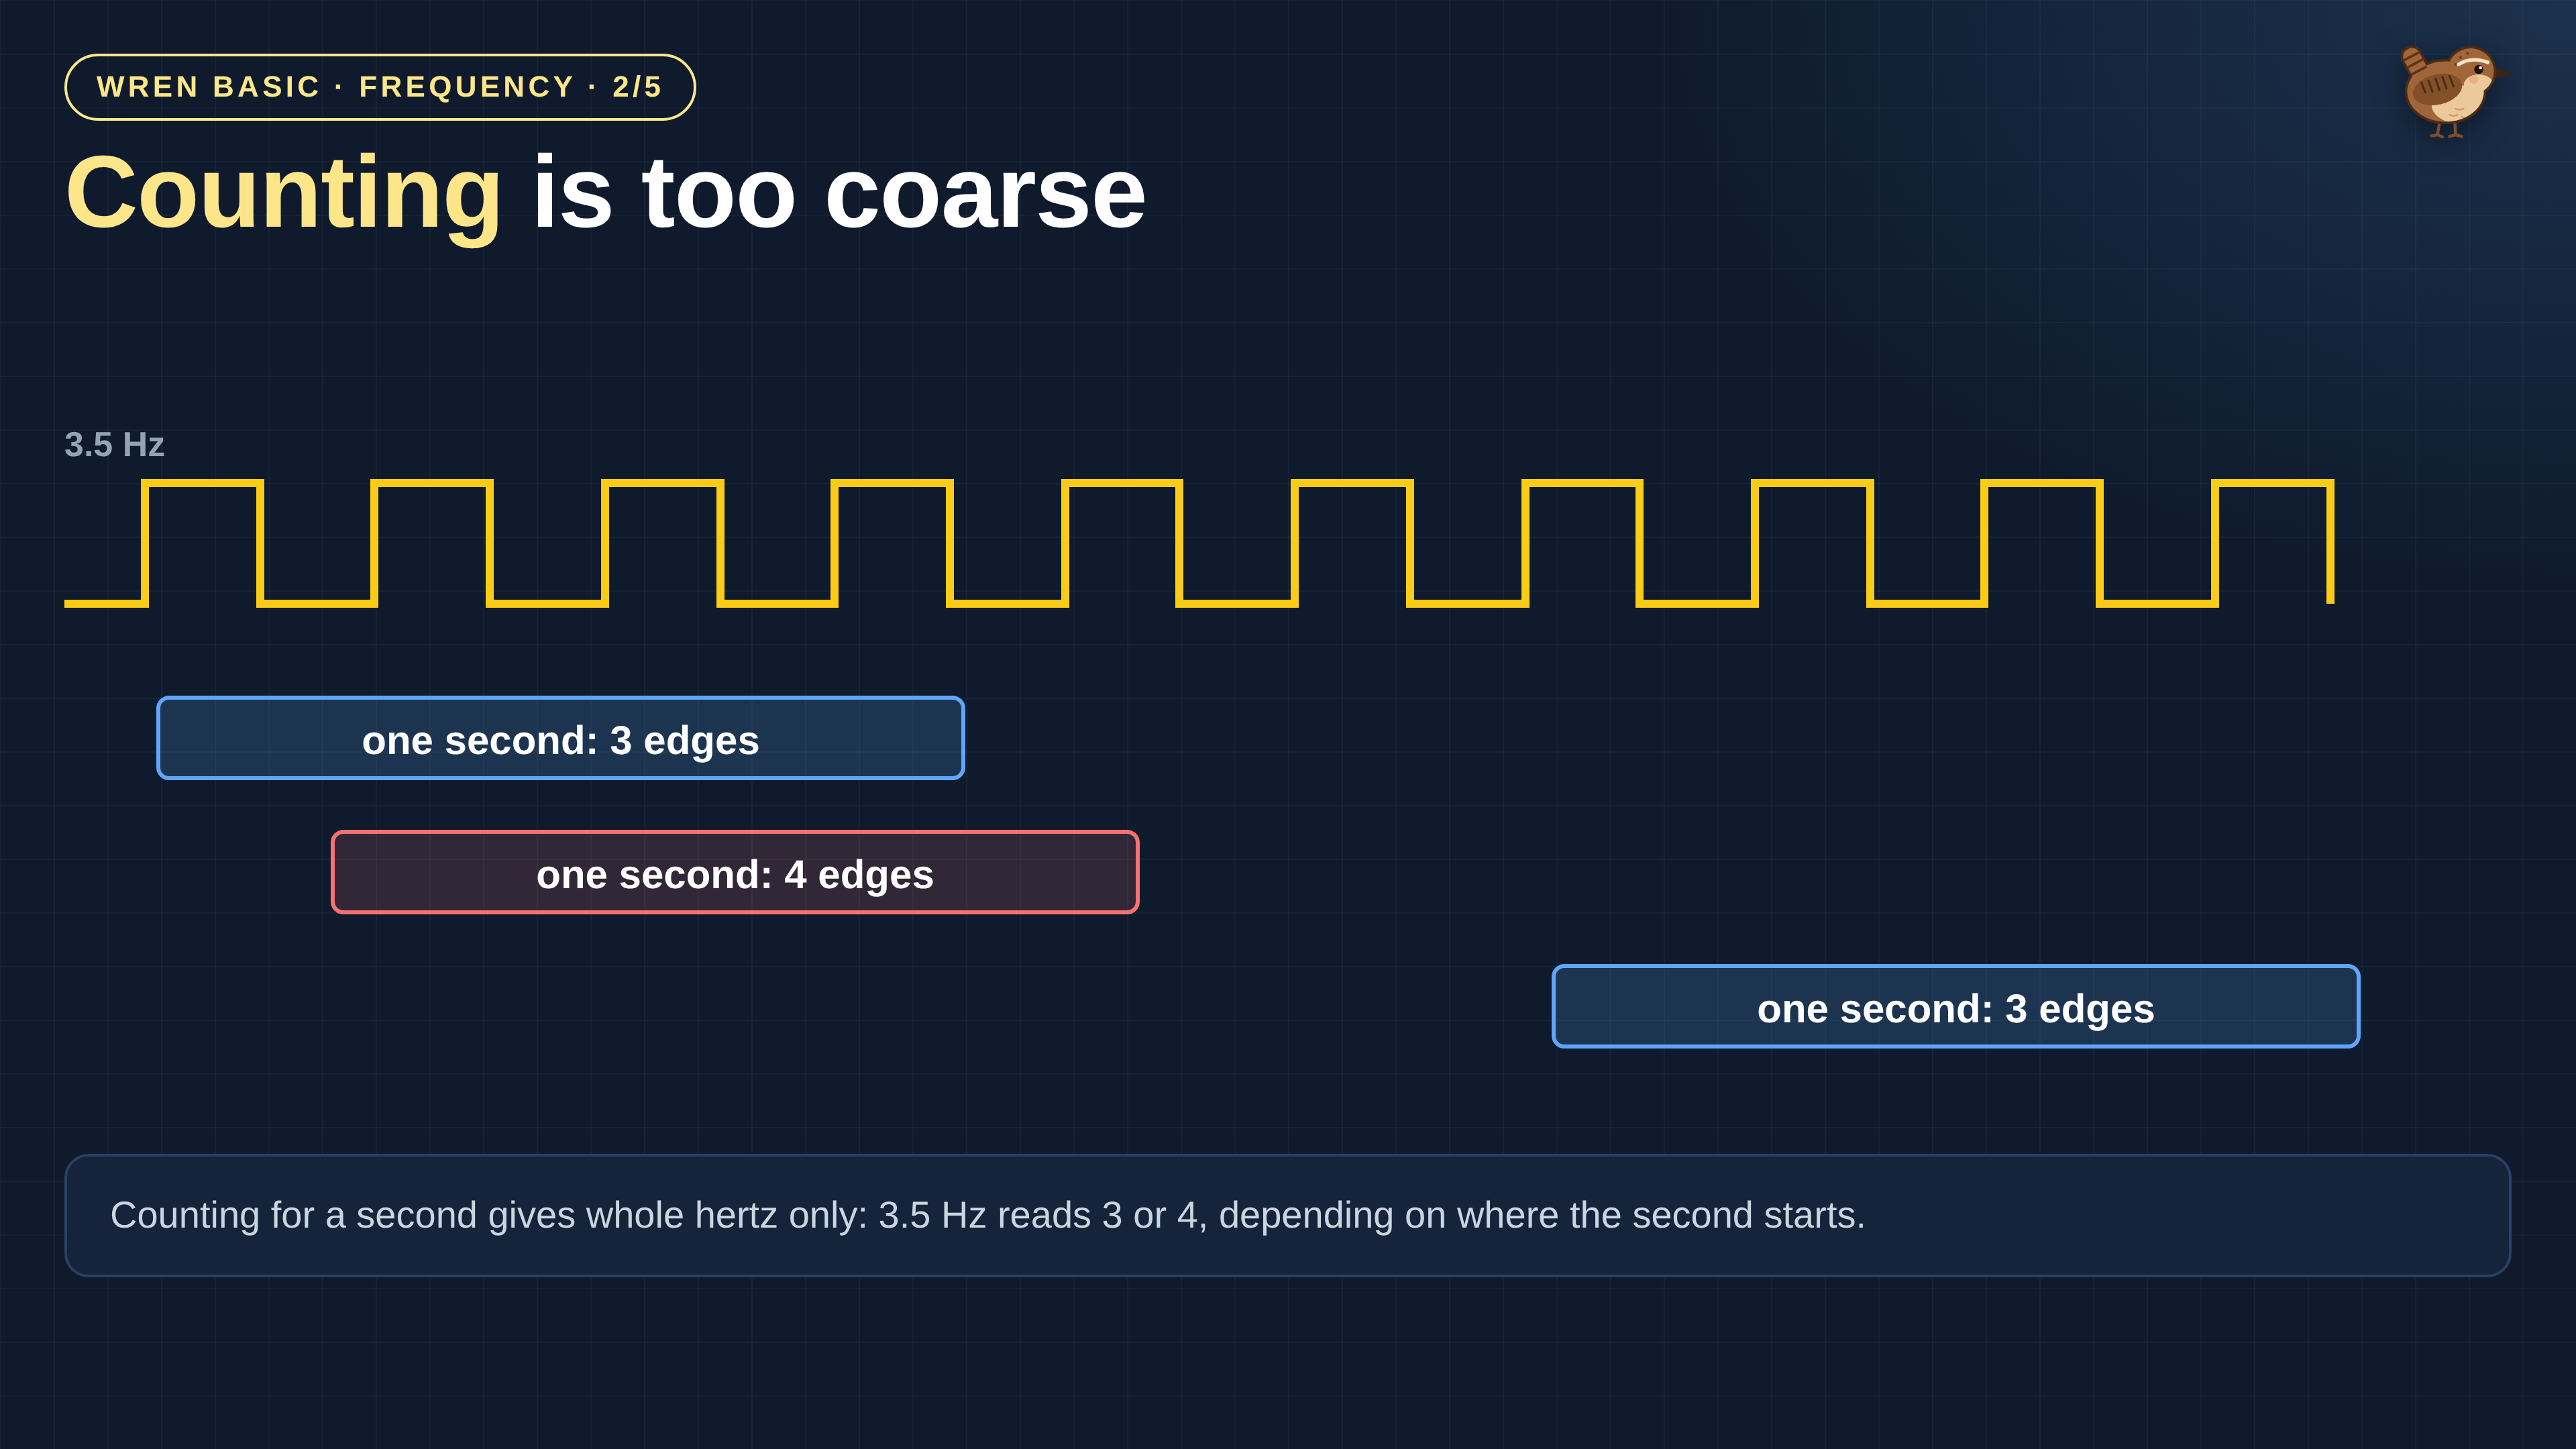 WREN BASIC · FREQUENCY · 2/5
Counting is too coarse
3.5 Hz
one second: 3 edges
one second: 4 edges
one second: 3 edges
Counting for a second gives whole hertz only: 3.5 Hz reads 3 or 4, depending on where the second starts.